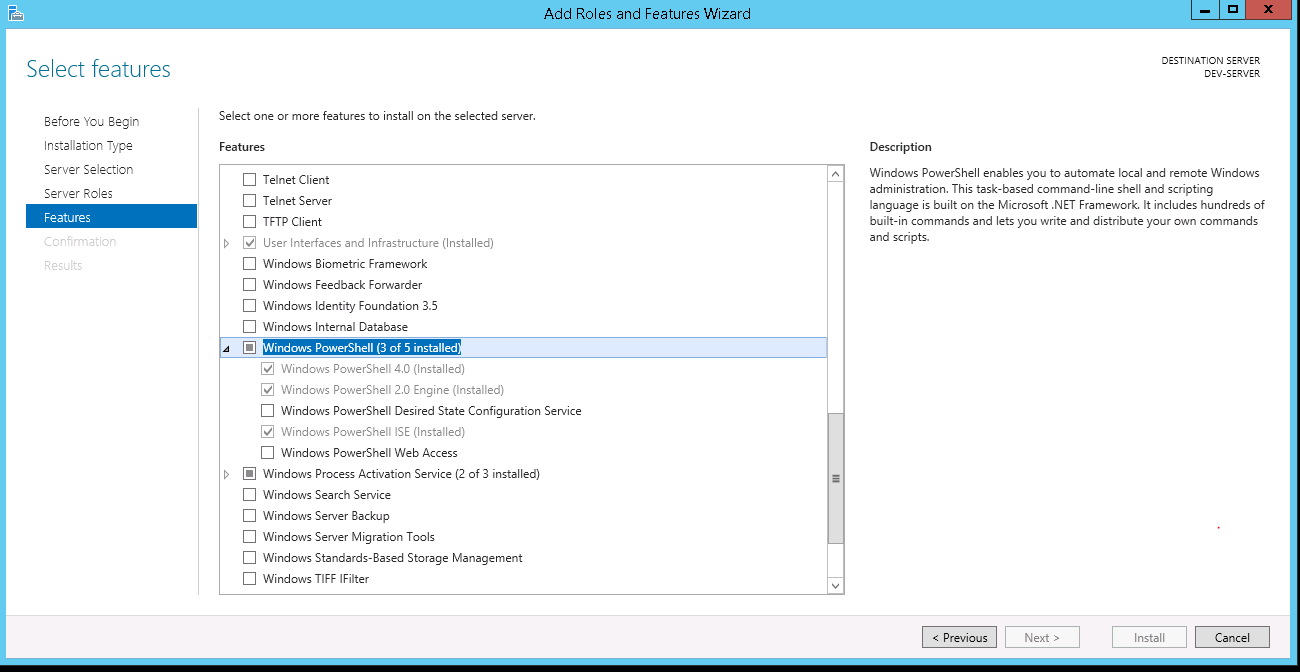 Add Roles and Features Wizard
X
Select features
DESTINATION SERVER
DEV-SERVER
Before You Begin
Installation Type
Server Selection
Server Roles
Features
Confirmation
Results
Select one or more features to install on the selected server.
Features
Telnet Client
Telnet Server
TFTP Client
User Interfaces and Infrastructure (Installed)
Windows Biometric Framework
Windows Feedback Forwarder
Windows Identity Foundation 3.5
Windows Internal Database
Windows PowerShell (3 of 5 installed)
Windows PowerShell 4.0 (Installed)
Windows PowerShell 2.0 Engine (Installed)
Windows PowerShell Desired State Configuration Service
Windows PowerShell ISE (Installed)
Windows PowerShell Web Access
Windows Process Activation Service (2 of 3 installed)
Windows Search Service
Windows Server Backup
Windows Server Migration Tools
Windows Standards-Based Storage Management
Windows TIFF IFilter
Description
Windows PowerShell enables you to automate local and remote Windows
administration. This task-based command-line shell and scripting
language is built on the Microsoft .NET Framework. It includes hundreds of
built-in commands and lets you write and distribute your own commands
and scripts.
< Previous
Next >
Install
Cancel